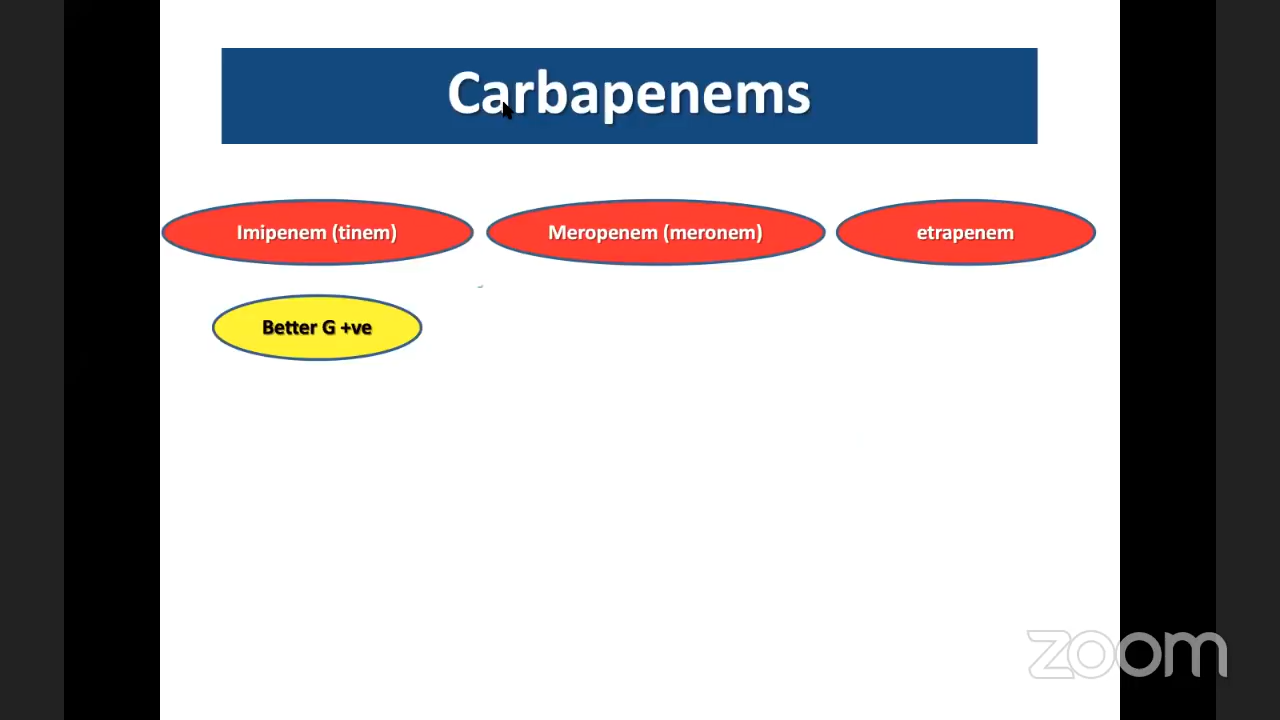 Carbapenems
Imipenem (tinem)
Meropenem (meronem)
etrapenem
Better G +ve
zoom